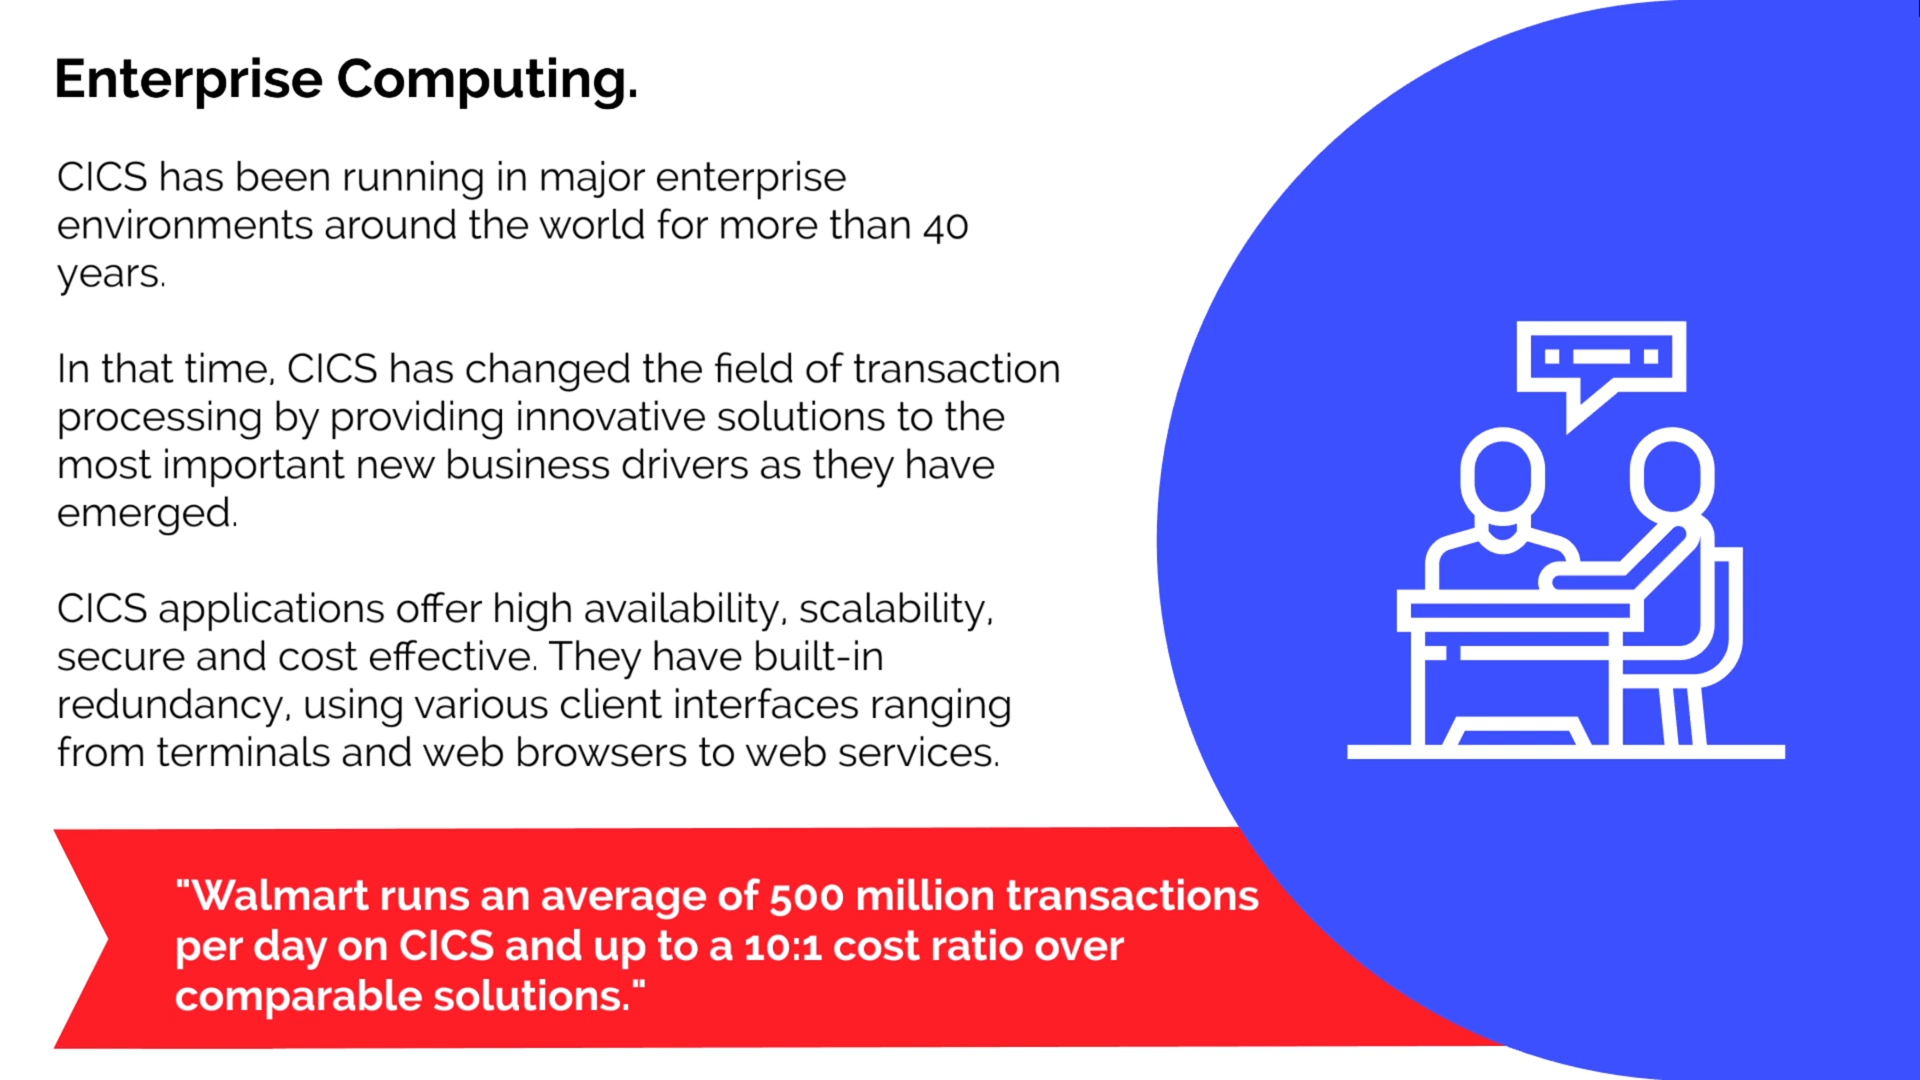 Enterprise Computing.
CICS has been running in major enterprise
environments around the world for more than 40
years.
In that time, CICS has changed the field of transaction
processing by providing innovative solutions to the
most important new business drivers as they have
emerged.
CICS applications offer high availability, scalability,
secure and cost effective. They have built-in
redundancy, using various client interfaces ranging
from terminals and web browsers to web services.
"Walmart runs an average of 500 million transactions
per day on CICS and up to a 10:1 cost ratio over
comparable solutions."